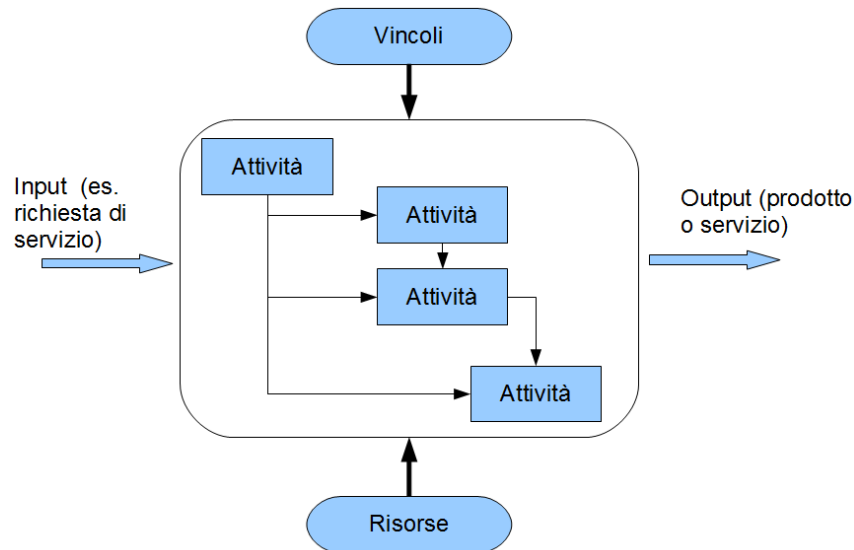 Vincoli
Attività
Input  (es.
richiesta di
servizio)
Attività
Output (prodotto
o servizio)
Attività
Attività
Risorse